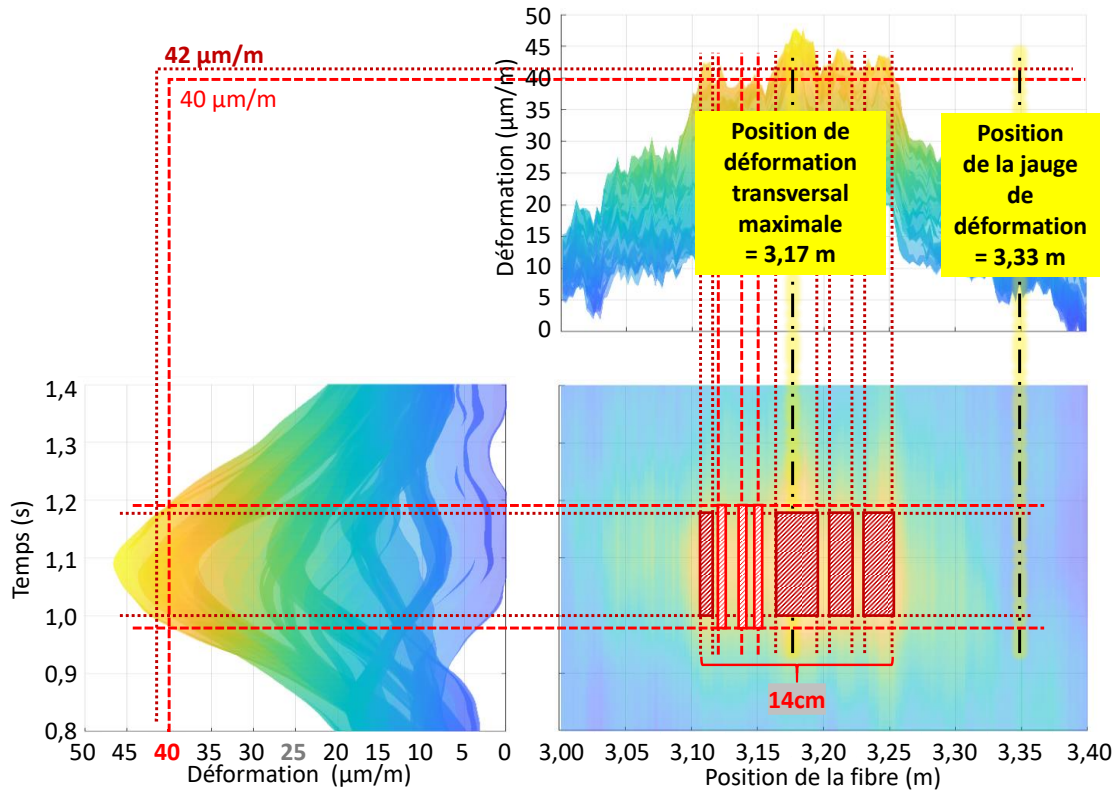 42 µm/m
40 µm/m
Déformation (µm/m)
50
45
40
35
30
25
20
15
10
5
0
Position de
déformation
transversal
maximale
= 3,17 m
Position
de la jauge
de
déformation
= 3,33 m
Temps (s)
1,4
1,3
1,2
1,1
1,0
0,9
0,8
50 45 40 35 30 25 20 15 10 5 0
Déformation (µm/m)
14cm
3,00 3,05 3,10 3,15 3,20 3,25 3,30 3,35 3,40
Position de la fibre (m)